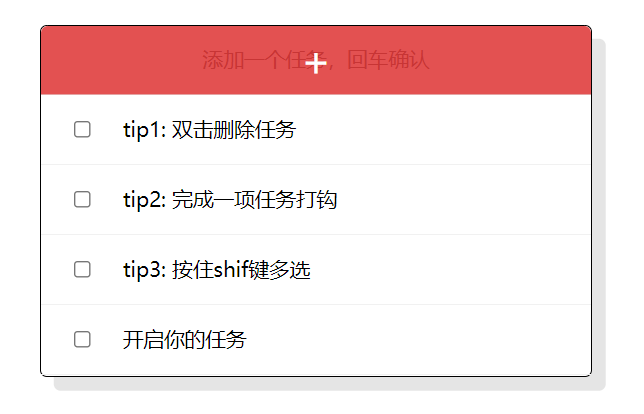 添加一个任务，回车确认
tip1: 双击删除任务
tip2: 完成一项任务打钩
tip3: 按住shif键多选
开启你的任务